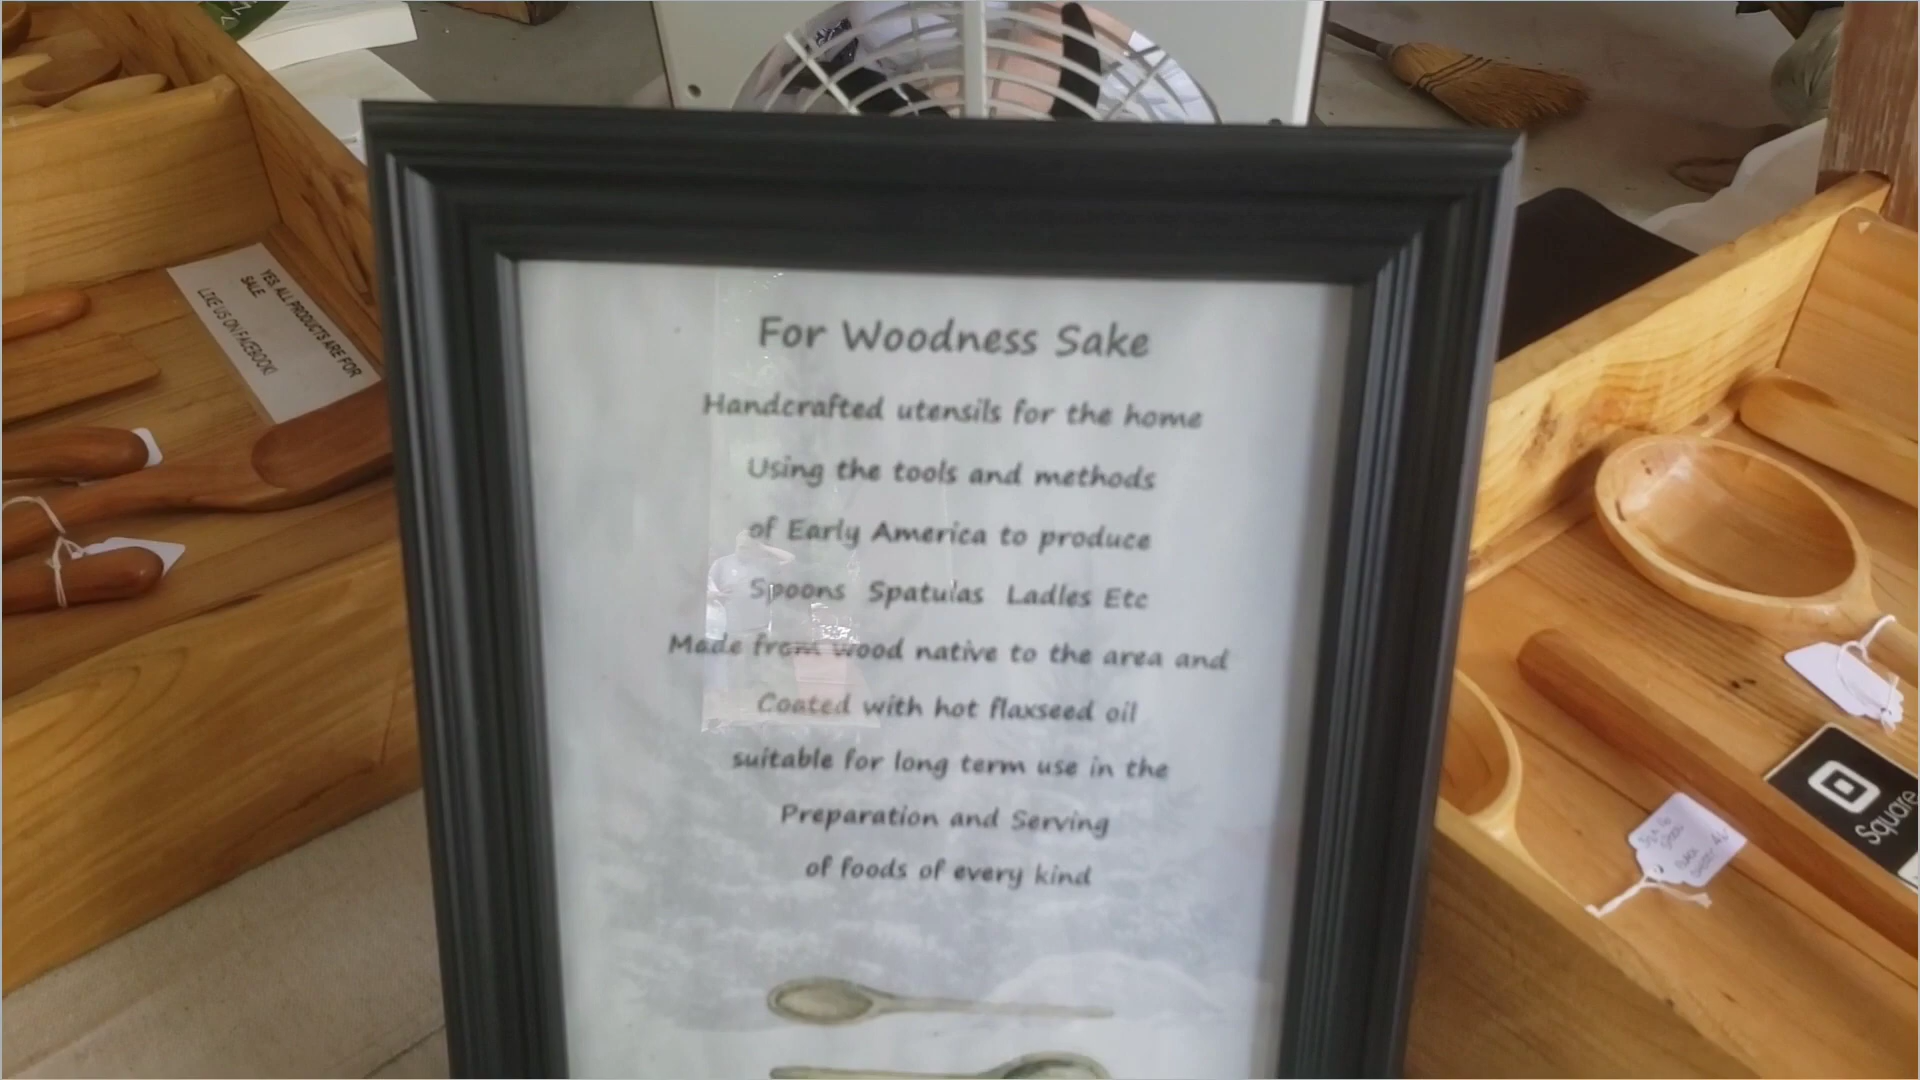 YES, ALL PRODUCTS ARE FOR
SALE
LIKE US ON FACEBOOK!
For Woodness Sake
Handcrafted utensils for the home
Using the tools and methods
of Early America to produce
Spoons Spatulas Ladles Etc
Made from wood native to the area and
Coated with hot flaxseed oil
suitable for long term use in the
Preparation and Serving
of foods of every kind
Square